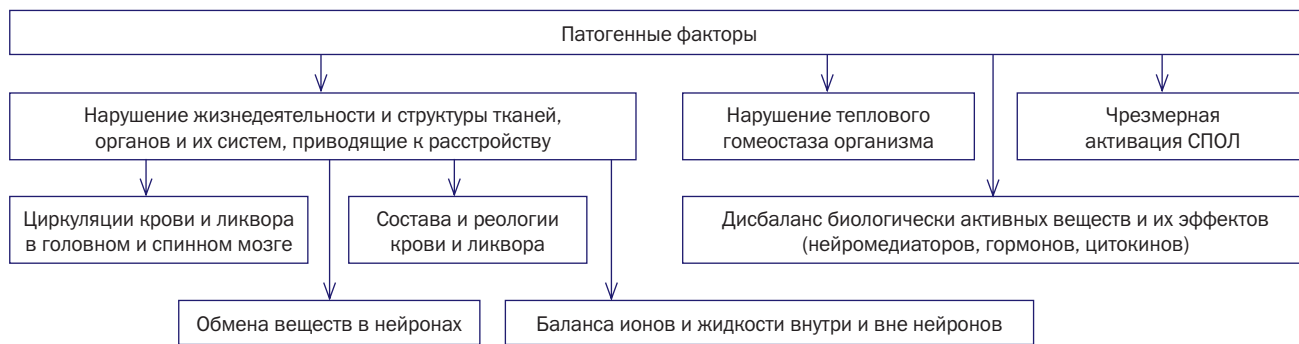 Патогенные факторы
Нарушение жизнедеятельности и структуры тканей,
органов и их систем, приводящие к расстройству
Нарушение теплового
гомеостаза организма
Чрезмерная
активация СПОЛ
Циркуляции крови и ликвора
в головном и спинном мозге
Состава и реологии
крови и ликвора
Дисбаланс биологически активных веществ и их эффектов
(нейромедиаторов, гормонов, цитокинов)
Обмена веществ в нейронах
Баланса ионов и жидкости внутри и вне нейронов